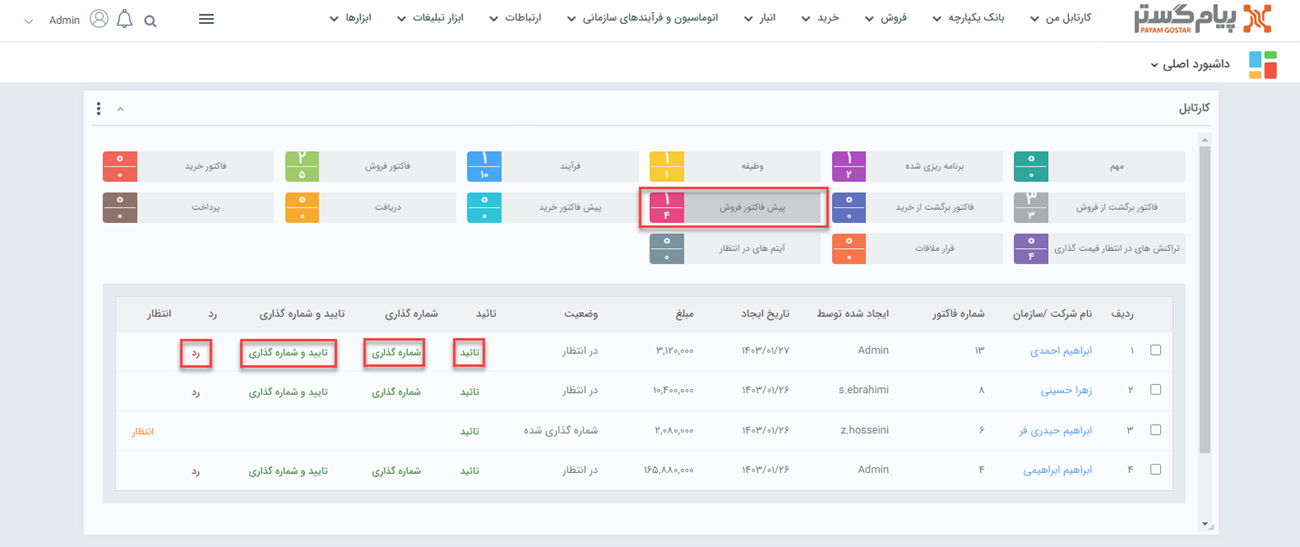 پیام گستر
PAYAM GOSTAR
کارتابل من بانک یکپارچه فروش خرید انبار اتوماسیون و فرآیندهای سازمانی ارتباطات ابزار تبلیغات ابزارها Admin
داشبورد اصلی
کارتابل
مهم ۰ ۰ برنامه ریزی شده ۱ ۲ وظیفه ۱ ۱ فرآیند ۱ ۱۰ فاکتور فروش ۲ ۵ فاکتور خرید ۰ ۰
فاکتور برگشت از فروش ۳ ۳ فاکتور برگشت از خرید ۰ ۰ پیش فاکتور فروش ۱ ۴ پیش فاکتور خرید ۰ ۰ دریافت ۰ ۰ پرداخت ۰ ۰
تراکنش های در انتظار قیمت گذاری ۰ ۴ قرار ملاقات ۰ ۰ آیتم های در انتظار ۰ ۰
ردیف نام شرکت /سازمان شماره فاکتور ایجاد شده توسط تاریخ ایجاد مبلغ وضعیت تائید شماره گذاری تایید و شماره گذاری رد انتظار
۱ ابراهیم احمدی ۱۳ Admin ۱۴۰۳/۰۱/۲۷ ۳,۱۲۰,۰۰۰ در انتظار تائید شماره گذاری تایید و شماره گذاری رد
۲ زهرا حسینی ۸ s.ebrahimi ۱۴۰۳/۰۱/۲۶ ۱۰,۴۰۰,۰۰۰ در انتظار تائید شماره گذاری تایید و شماره گذاری رد
۳ ابراهیم حیدری فر ۶ z.hosseini ۱۴۰۳/۰۱/۲۶ ۲,۰۸۰,۰۰۰ شماره گذاری شده تائید انتظار
۴ ابراهیم ابراهیمی ۴ Admin ۱۴۰۳/۰۱/۲۶ ۱۶۵,۸۸۰,۰۰۰ در انتظار تائید شماره گذاری تایید و شماره گذاری رد